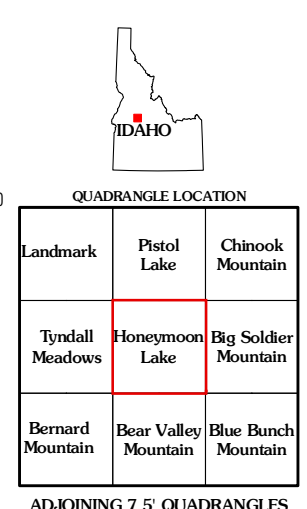 IDAHO
QUADRANGLE LOCATION
Landmark
Pistol
Lake
Chinook
Mountain
Tyndall
Meadows
Honeymoon
Lake
Big Soldier
Mountain
Bernard
Mountain
Bear Valley
Mountain
Blue Bunch
Mountain
ADJOINING 7.5' QUADRANGLES